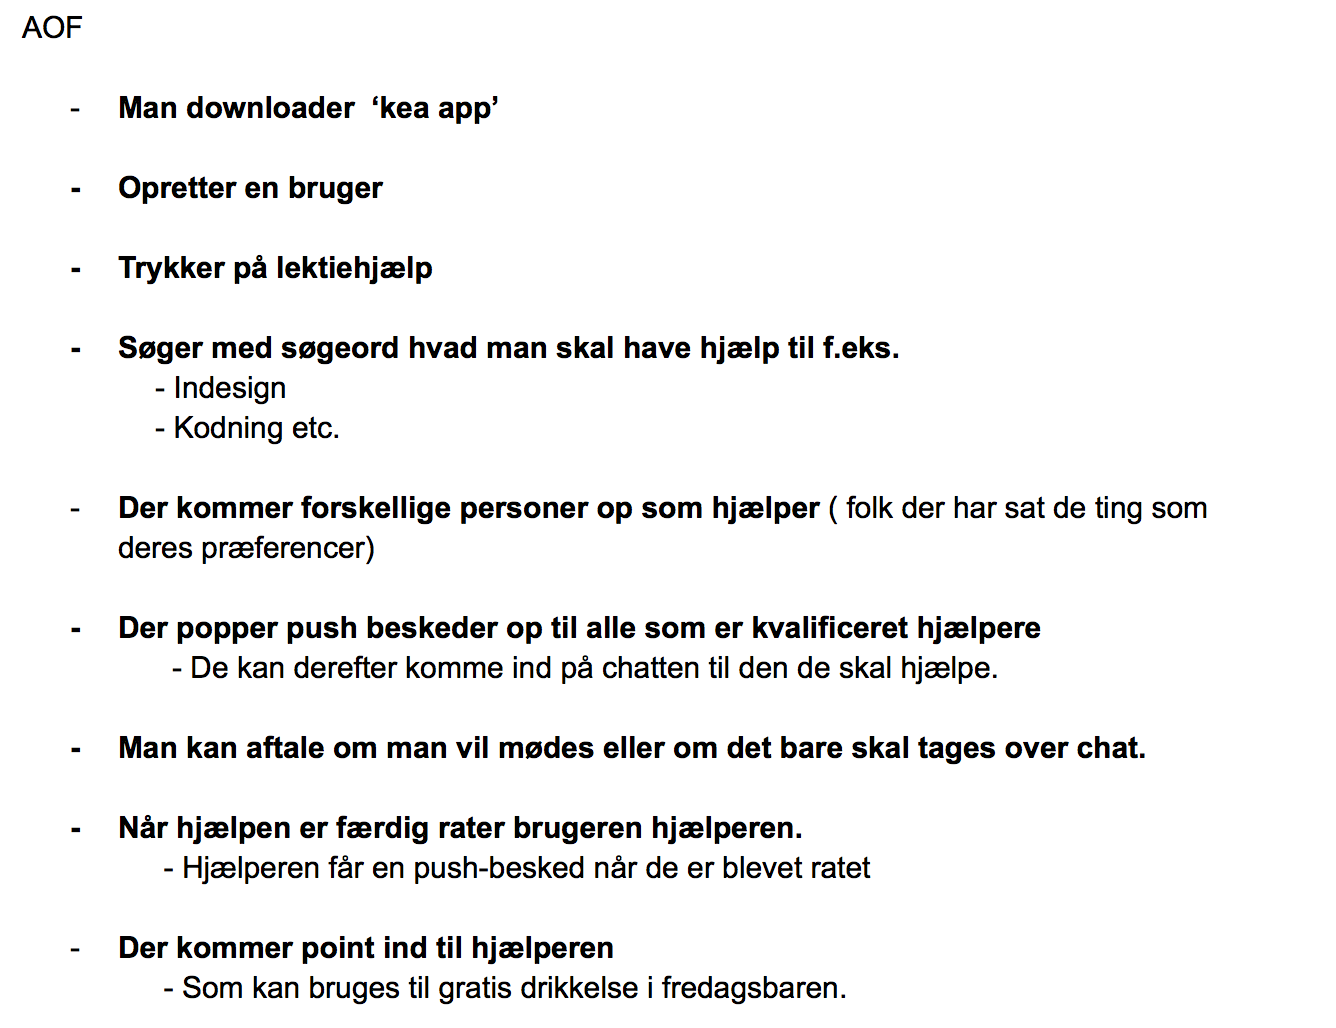 AOF
- Man downloader ‘kea app’
- Opretter en bruger
- Trykker på lektiehjælp
- Søger med søgeord hvad man skal have hjælp til f.eks.
- Indesign
- Kodning etc.
- Der kommer forskellige personer op som hjælper ( folk der har sat de ting som
deres præferencer)
- Der popper push beskeder op til alle som er kvalificeret hjælpere
- De kan derefter komme ind på chatten til den de skal hjælpe.
- Man kan aftale om man vil mødes eller om det bare skal tages over chat.
- Når hjælpen er færdig rater brugeren hjælperen.
- Hjælperen får en push-besked når de er blevet ratet
- Der kommer point ind til hjælperen
- Som kan bruges til gratis drikkelse i fredagsbaren.